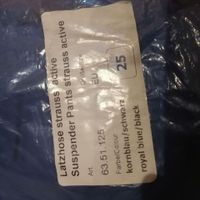 Latzhose strauss active
Suspender Pants strauss active
25
Art.
63.51.125
Farbe/Colour
kornblau/schwarz
royal blue/black